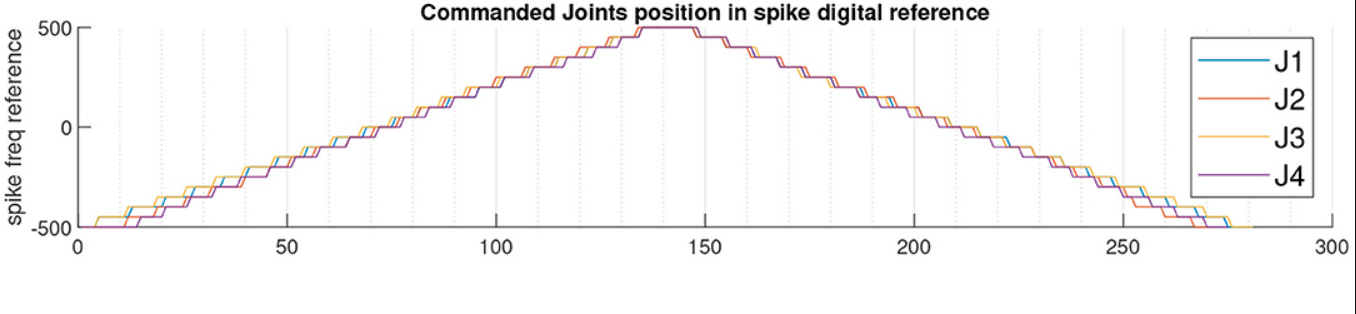 Commanded Joints position in spike digital reference
spike freq reference
500
0
-500
0 50 100 150 200 250 300
J1
J2
J3
J4